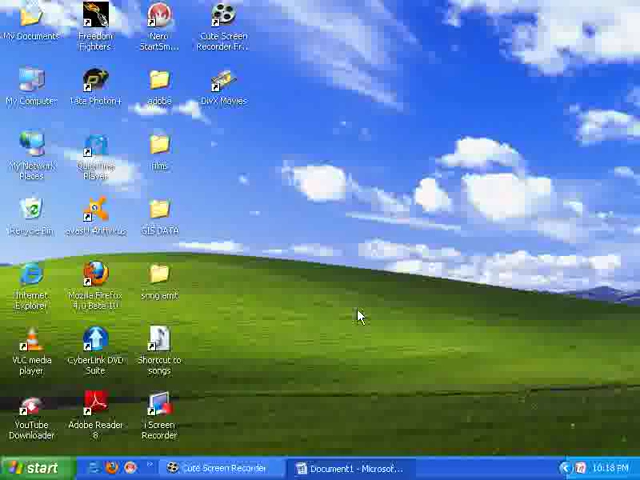 My Documents
Freedom
Fighters
Nero
StartSm...
Cute Screen
Recorder Fr...
My Computer
Tata Photon+
adobe
DivX Movies
My Network
Places
QuickTime
Player
films
Recycle Bin
avast! Antivirus
GIS DATA
Internet
Explorer
Mozilla Firefox
4.0 Beta 10
song amit
VLC media
player
CyberLink DVD
Suite
Shortcut to
songs
YouTube
Downloader
Adobe Reader
8
i Screen
Recorder
start
Cute Screen Recorder
Document1 - Microsof...
10:18 PM